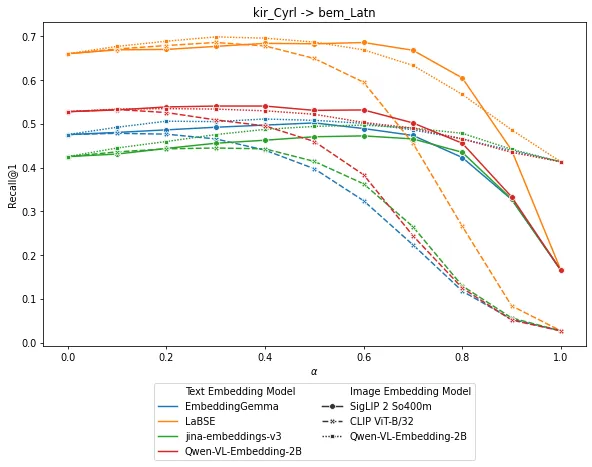 kir_Cyrl -> bem_Latn
Recall@1
0.7
0.6
0.5
0.4
0.3
0.2
0.1
0.0
0.0 0.2 0.4 0.6 0.8 1.0
α
Text Embedding Model Image Embedding Model
EmbeddingGemma SigLIP 2 So400m
LaBSE CLIP ViT-B/32
jina-embeddings-v3 Qwen-VL-Embedding-2B
Qwen-VL-Embedding-2B